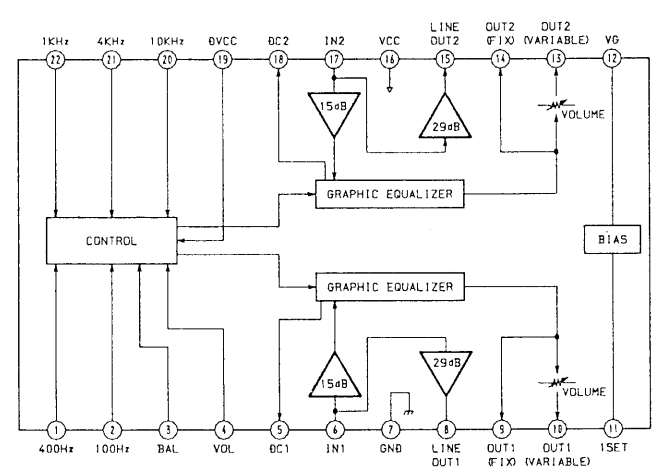 LINE OUT2 OUT2
1KHz 4KHz 10KHz DVCC DC2 IN2 VCC OUT2 (FIX) (VARIABLE) VG
22 21 20 19 18 17 16 15 14 13 12
15dB
29dB
VOLUME
GRAPHIC EQUALIZER
CONTROL
BIAS
GRAPHIC EQUALIZER
15dB
29dB
VOLUME
1 2 3 4 5 6 7 8 9 10 11
400Hz 100Hz BAL VOL DC1 IN1 GND LINE OUT1 OUT1 1SET
OUT1 (FIX) (VARIABLE)